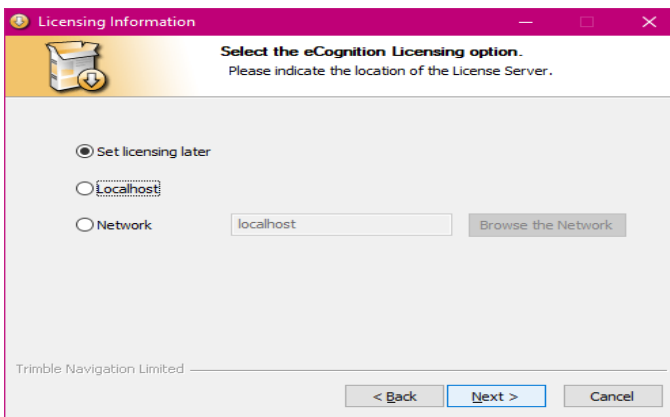 Licensing Information
Select the eCognition Licensing option.
Please indicate the location of the License Server.
Set licensing later
Localhost
Network localhost Browse the Network
Trimble Navigation Limited
< Back Next > Cancel